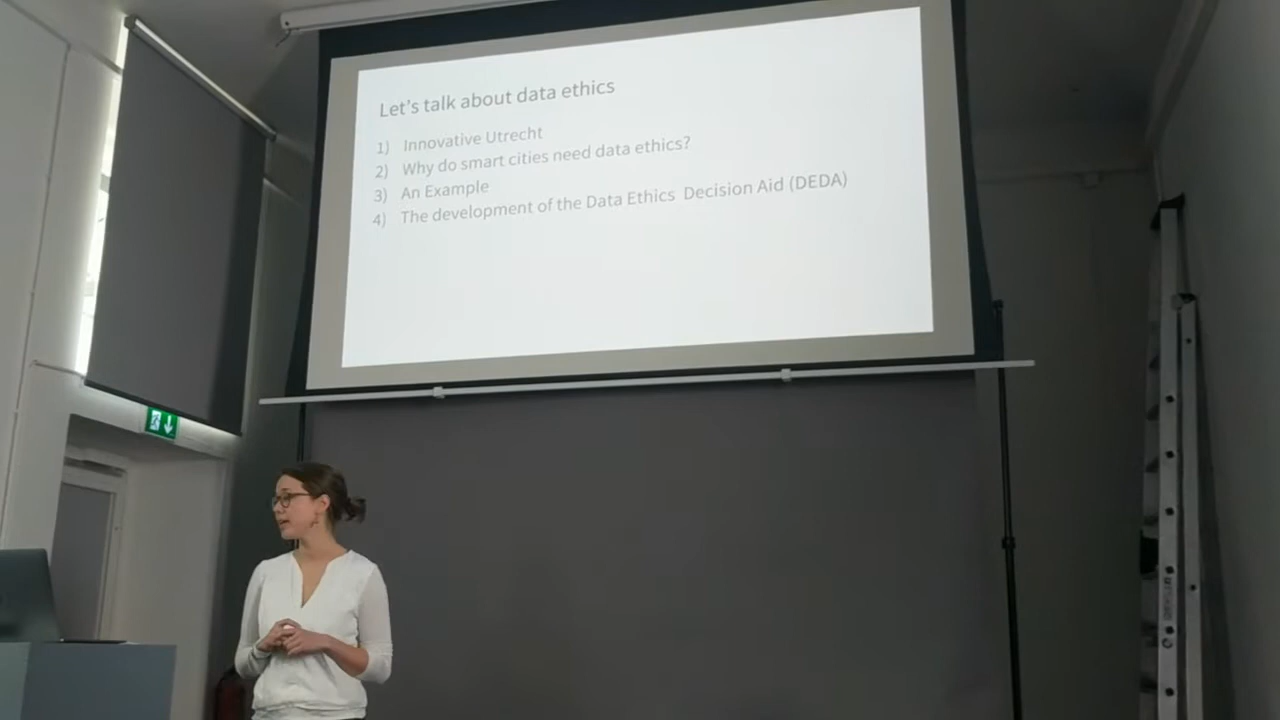 Let's talk about data ethics
1) Innovative Utrecht
2) Why do smart cities need data ethics?
3) An Example
4) The development of the Data Ethics Decision Aid (DEDA)